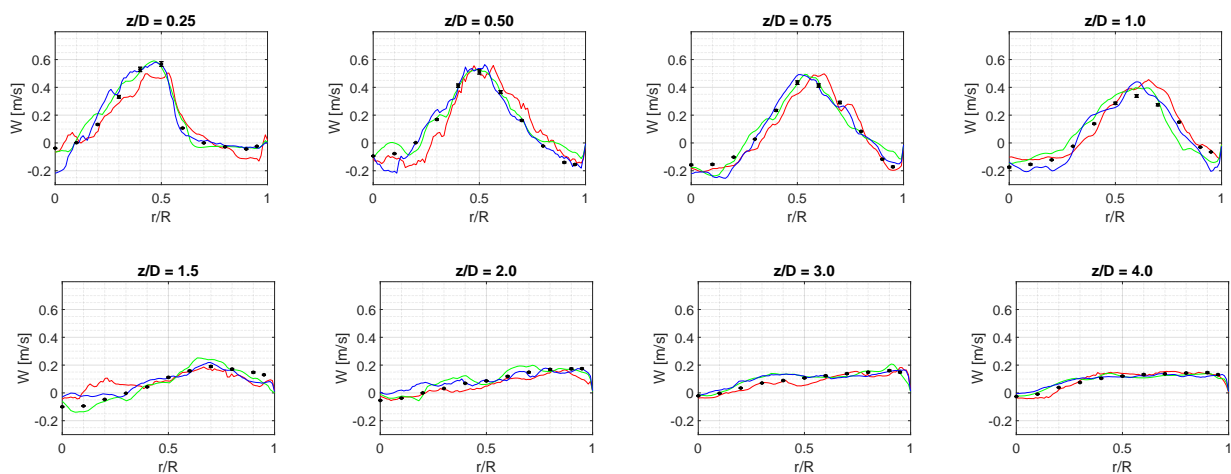 z/D = 0.25
z/D = 0.50
z/D = 0.75
z/D = 1.0
W [m/s]
0.6
0.4
0.2
0
-0.2
0
0.5
1
r/R
W [m/s]
0.6
0.4
0.2
0
-0.2
0
0.5
1
r/R
W [m/s]
0.6
0.4
0.2
0
-0.2
0
0.5
1
r/R
W [m/s]
0.6
0.4
0.2
0
-0.2
0
0.5
1
r/R
z/D = 1.5
z/D = 2.0
z/D = 3.0
z/D = 4.0
W [m/s]
0.6
0.4
0.2
0
-0.2
0
0.5
1
r/R
W [m/s]
0.6
0.4
0.2
0
-0.2
0
0.5
1
r/R
W [m/s]
0.6
0.4
0.2
0
-0.2
0
0.5
1
r/R
W [m/s]
0.6
0.4
0.2
0
-0.2
0
0.5
1
r/R